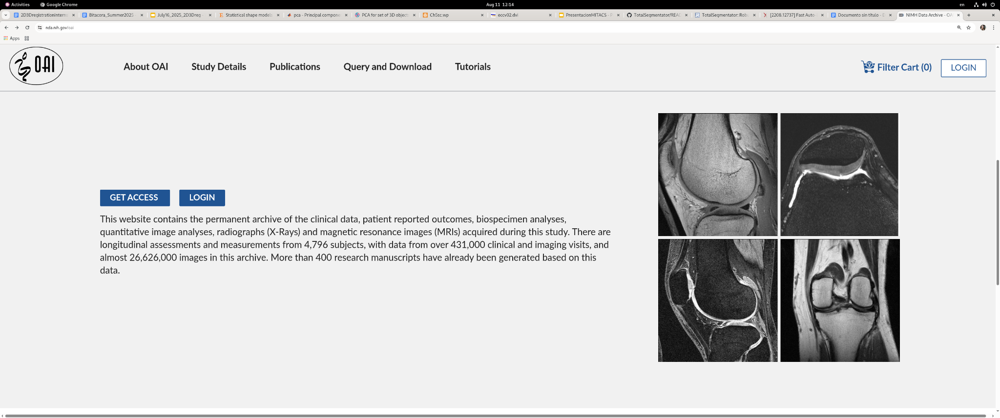 Activities
Google Chrome
Aug 11 12:14
en
2D3DregistrationIntern
Bitacora_Summer2025 -
July16_2025_2D3Dreg -
Statistical shape models
pca - Principal compone
PCA for set of 3D object
Ch5sc.wp
eccv02.dvi
PresentacionMITACS - P
TotalSegmentator/READ
TotalSegmentator: Rob
[2208.12737] Fast Auto-
Documento sin título - D
NIMH Data Archive - OA
nda.nih.gov/oai
Apps
OAI
About OAI
Study Details
Publications
Query and Download
Tutorials
Filter Cart (0)
LOGIN
GET ACCESS
LOGIN
This website contains the permanent archive of the clinical data, patient reported outcomes, biospecimen analyses,
quantitative image analyses, radiographs (X-Rays) and magnetic resonance images (MRIs) acquired during this study. There are
longitudinal assessments and measurements from 4,796 subjects, with data from over 431,000 clinical and imaging visits, and
almost 26,626,000 images in this archive. More than 400 research manuscripts have already been generated based on this
data.